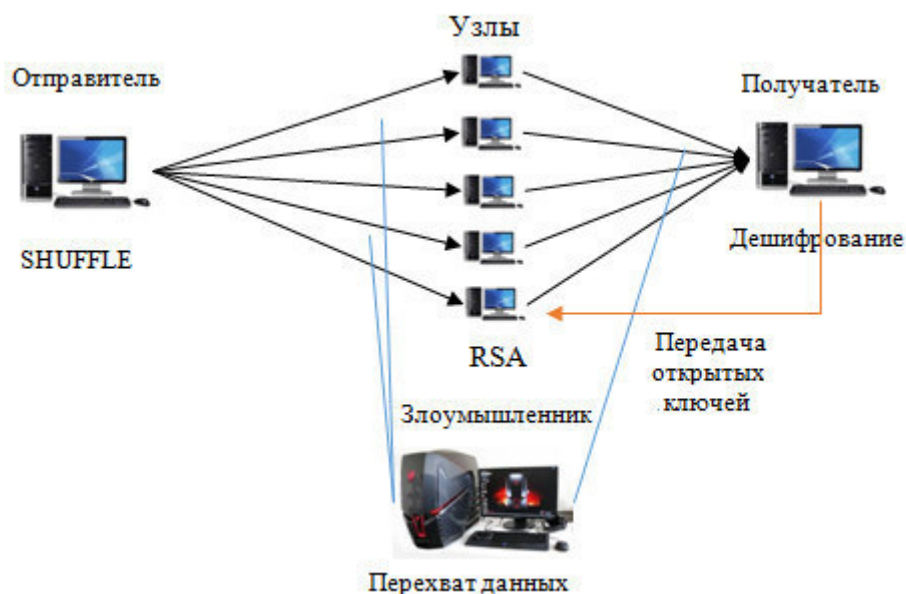 Узлы
Отправитель
Получатель
SHUFFLE
Дешифрование
RSA
Передача
открытых
.ключей
Злоумышленник
Перехват данных